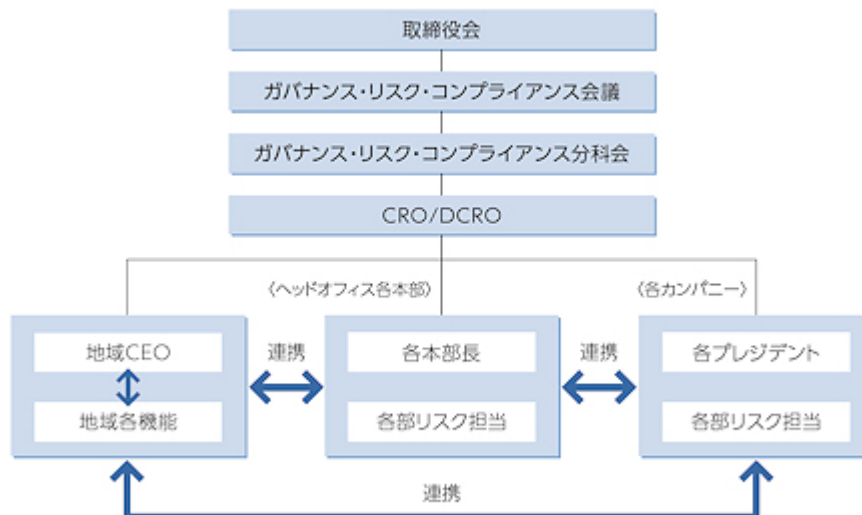 取締役会
ガバナンス・リスク・コンプライアンス会議
ガバナンス・リスク・コンプライアンス分科会
CRO/DCRO
〈ヘッドオフィス各本部〉
〈各カンパニー〉
地域CEO
連携
各本部長
連携
各プレジデント
地域各機能
各部リスク担当
各部リスク担当
連携